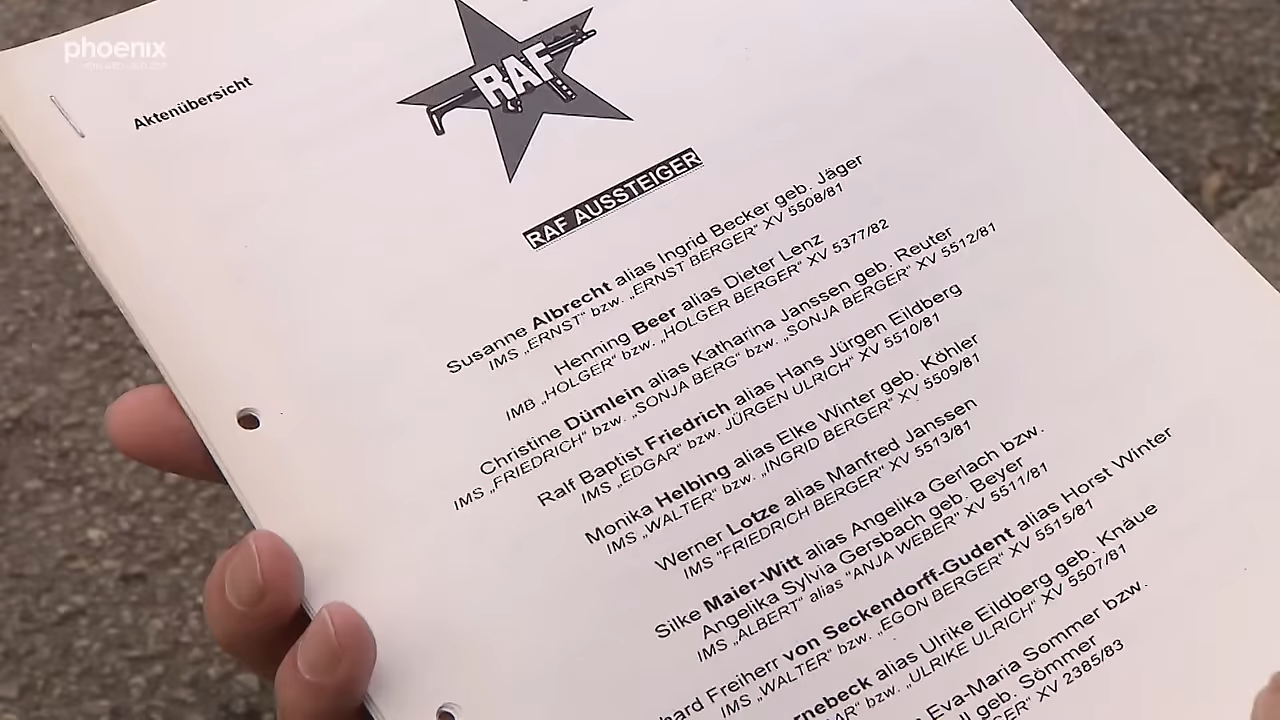 phoenix
Aktenübersicht
RAF
RAF AUSSTEIGER
Susanne Albrecht alias Ingrid Becker geb. Jäger
IMS „ERNST“ bzw. „ERNST BERGER“ XV 5508/81
Henning Beer alias Dieter Lenz
IMB „HOLGER“ bzw. „HOLGER BERGER“ XV 5377/82
Christine Dümlein alias Katharina Janssen geb. Reuter
IMS „FRIEDRICH“ bzw. „SONJA BERG“ bzw. „SONJA BERGER“ XV 5512/81
Ralf Baptist Friedrich alias Hans Jürgen Eildberg
IMS „EDGAR“ bzw. JÜRGEN ULRICH“ XV 5510/81
Monika Helbing alias Elke Winter geb. Köhler
IMS „WALTER“ bzw. „INGRID BERGER“ XV 5509/81
Werner Lotze alias Manfred Janssen
IMS "FRIEDRICH BERGER“ XV 5513/81
Silke Maier-Witt alias Angelika Gerlach bzw.
Angelika Sylvia Gersbach geb. Beyer
IMS „ALBERT“ alias "ANJA WEBER“ XV 5511/81
hard Freiherr von Seckendorff-Gudent alias Horst Winter
IMS „WALTER“ bzw. „EGON BERGER“ XV 5515/81
rnebeck alias Ulrike Eildberg geb. Knäue
AR“ bzw. „ULRIKE ULRICH“ XV 5507/81
Eva-Maria Sommer bzw.
ll geb. Sömmer
GER“ XV 2385/83